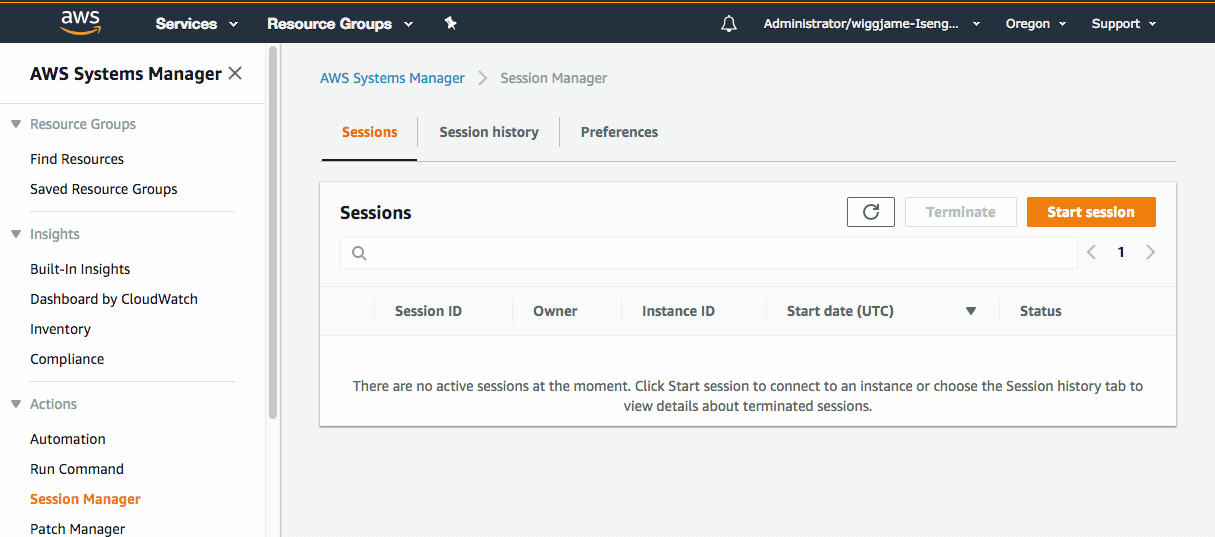 aws
Services
Resource Groups
Administrator/wiggjame-Iseng...
Oregon
Support
AWS Systems Manager
Resource Groups
Find Resources
Saved Resource Groups
Insights
Built-In Insights
Dashboard by CloudWatch
Inventory
Compliance
Actions
Automation
Run Command
Session Manager
Patch Manager
AWS Systems Manager
Session Manager
Sessions
Session history
Preferences
Sessions
Terminate
Start session
1
Session ID
Owner
Instance ID
Start date (UTC)
Status
There are no active sessions at the moment. Click Start session to connect to an instance or choose the Session history tab to
view details about terminated sessions.